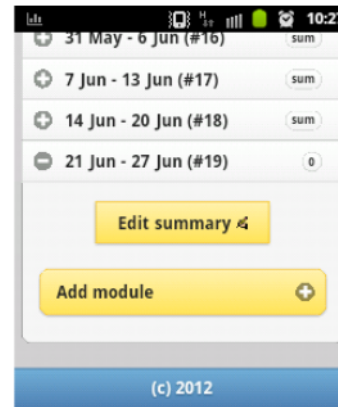 H 10:27
31 May - 6 Jun (#16) sum
7 Jun - 13 Jun (#17) sum
14 Jun - 20 Jun (#18) sum
21 Jun - 27 Jun (#19) 0
Edit summary
Add module
(c) 2012